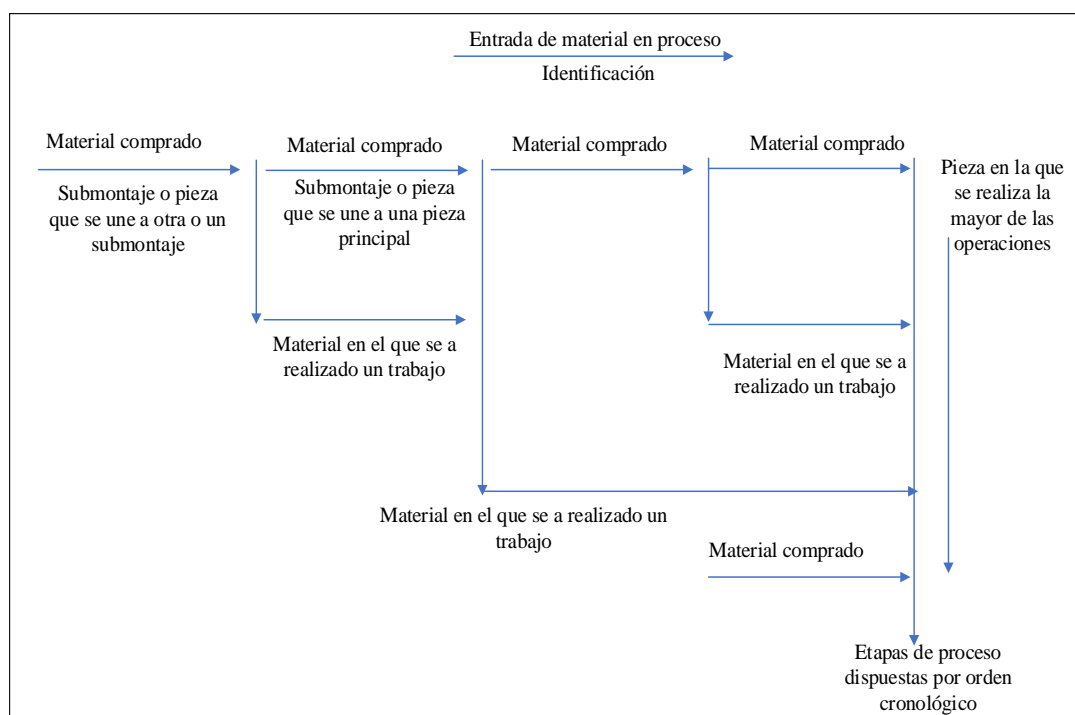 Entrada de material en proceso
Identificación
Material comprado
Submontaje o pieza
que se une a otra o un
submontaje
Material comprado
Submontaje o pieza
que se une a una pieza
principal
Material comprado
Material comprado
Pieza en la que
se realiza la
mayor de las
operaciones
Material en el que se a
realizado un trabajo
Material en el que se a
realizado un trabajo
Material en el que se a realizado un
trabajo
Material comprado
Etapas de proceso
dispuestas por orden
cronológico